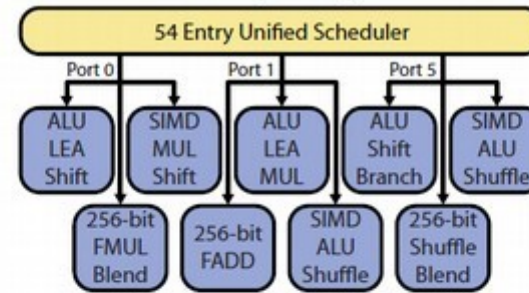 54 Entry Unified Scheduler
Port 0
Port 1
Port 5
ALU
LEA
Shift
SIMD
MUL
Shift
ALU
LEA
MUL
ALU
Shift
Branch
SIMD
ALU
Shuffle
256-bit
FMUL
Blend
256-bit
FADD
SIMD
ALU
Shuffle
256-bit
Shuffle
Blend